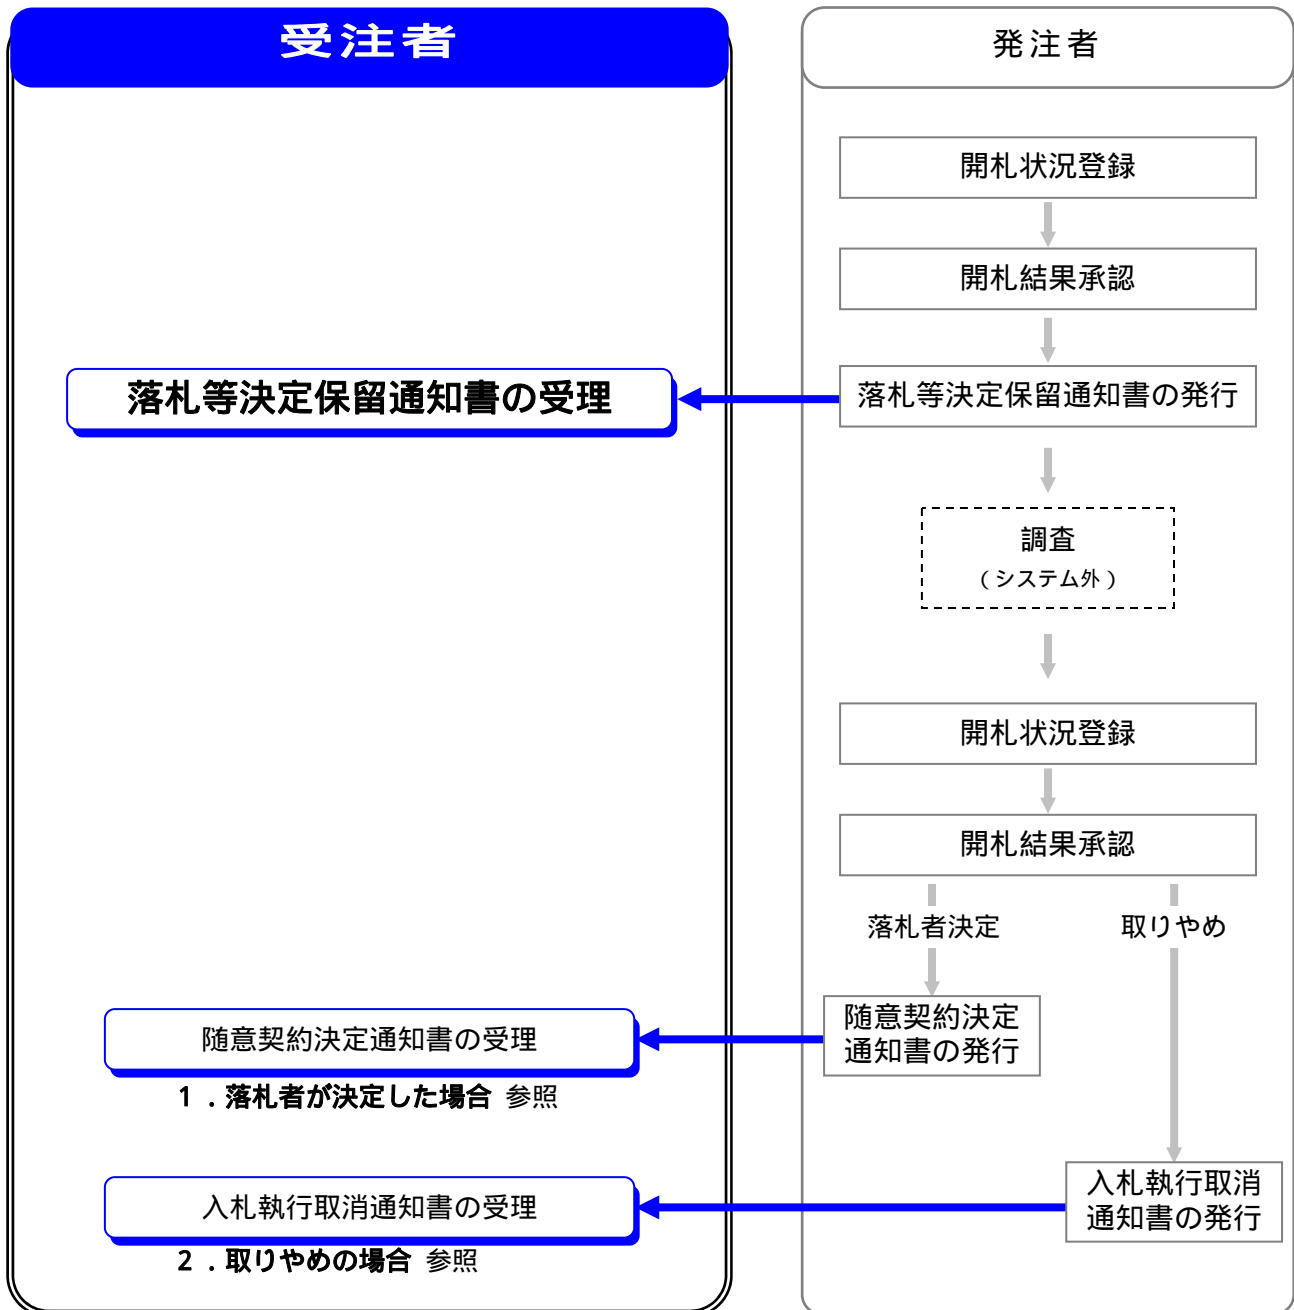 受注者
発注者
開札状況登録
開札結果承認
落札等決定保留通知書の受理
落札等決定保留通知書の発行
調査
（システム外）
開札状況登録
開札結果承認
落札者決定
取りやめ
随意契約決定
通知書の発行
随意契約決定通知書の受理
１．落札者が決定した場合 参照
入札執行取消
通知書の発行
入札執行取消通知書の受理
２．取りやめの場合 参照